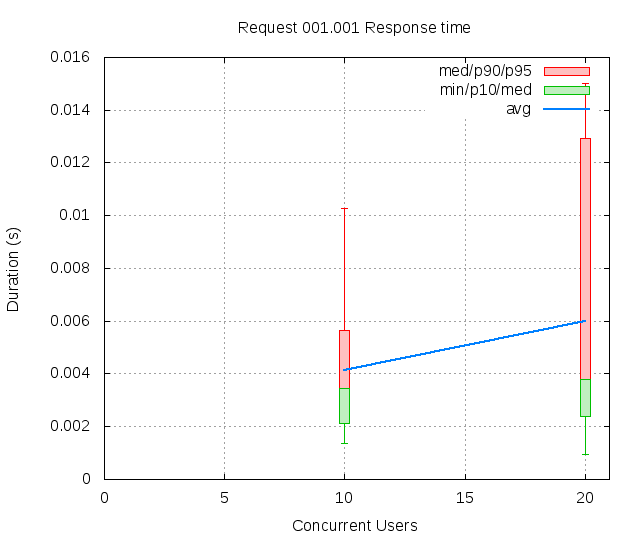 Request 001.001 Response time
0.016
0.014
0.012
0.01
0.008
0.006
0.004
0.002
0
Duration (s)
med/p90/p95
min/p10/med
avg
0 5 10 15 20
Concurrent Users